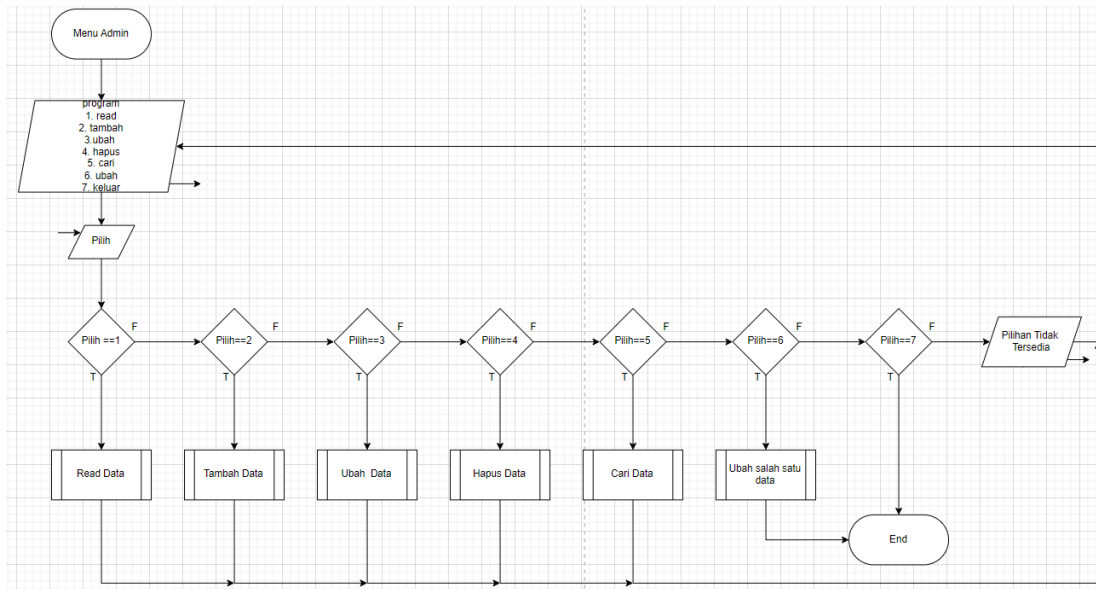 Menu Admin
program
1. read
2. tambah
3.ubah
4. hapus
5. cari
6. ubah
7. keluar
Pilih
Pilih ==1
F
T
Pilih==2
F
T
Pilih==3
F
T
Pilih==4
F
T
Pilih==5
F
T
Pilih==6
F
T
Pilih==7
F
T
Pilihan Tidak
Tersedia
Read Data
Tambah Data
Ubah Data
Hapus Data
Cari Data
Ubah salah satu
data
End